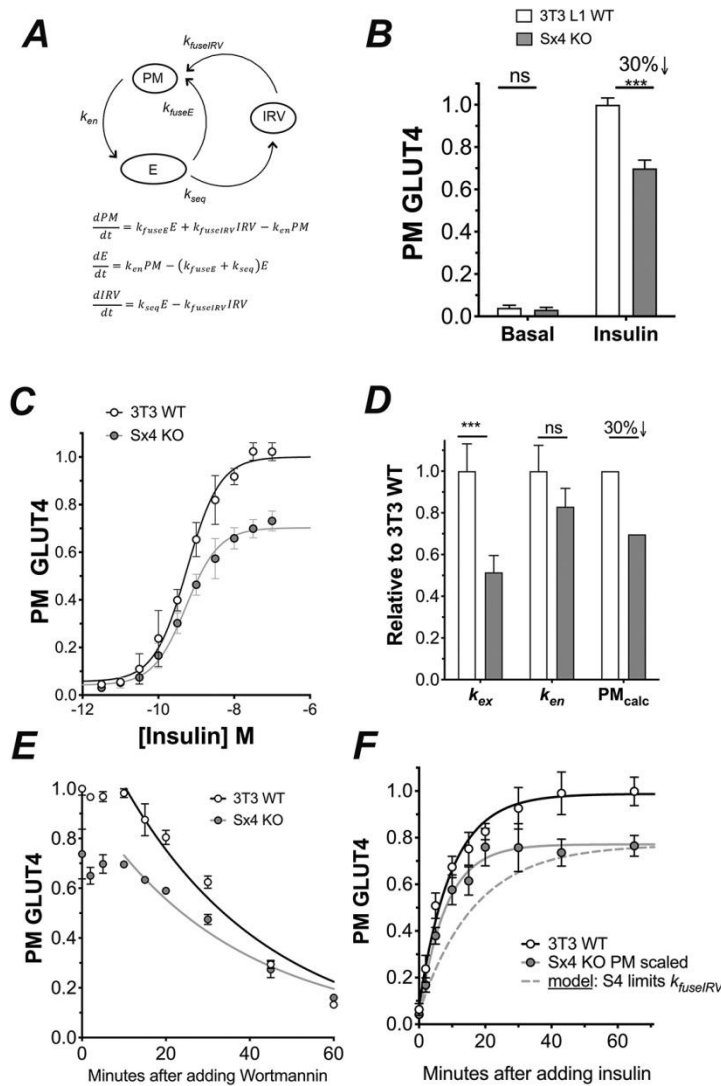 A
PM
E
IRV
k_fuseIRV
k_en
k_fuseE
k_seq
dPM/dt = k_fuseE E + k_fuseIRV IRV − k_en PM
dE/dt = k_en PM − (k_fuseE + k_seq)E
dIRV/dt = k_seq E − k_fuseIRV IRV
B
3T3 L1 WT
Sx4 KO
ns
30%↓
***
PM GLUT4
1.0
0.8
0.6
0.4
0.2
0.0
Basal
Insulin
C
3T3 WT
Sx4 KO
PM GLUT4
1.0
0.8
0.6
0.4
0.2
0.0
-12
-10
-8
-6
[Insulin] M
D
***
ns
30%↓
Relative to 3T3 WT
1.0
0.8
0.6
0.4
0.2
0.0
k_ex
k_en
PM_calc
E
3T3 WT
Sx4 KO
PM GLUT4
1.0
0.8
0.6
0.4
0.2
0.0
0
20
40
60
Minutes after adding Wortmannin
F
PM GLUT4
1.2
1.0
0.8
0.6
0.4
0.2
0.0
3T3 WT
Sx4 KO PM scaled
model: S4 limits k_fuseIRV
0
20
40
60
Minutes after adding insulin